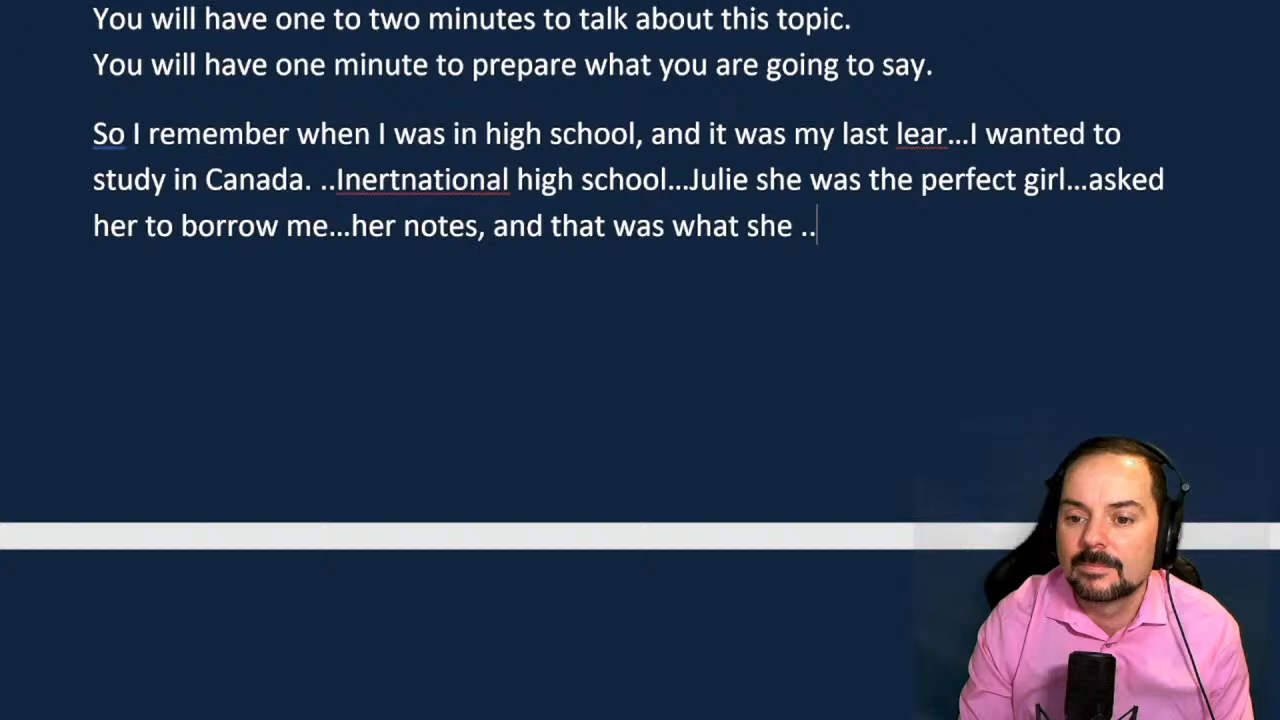 You will have one to two minutes to talk about this topic.
You will have one minute to prepare what you are going to say.
So I remember when I was in high school, and it was my last lear…I wanted to
study in Canada. ..Inertnational high school…Julie she was the perfect girl…asked
her to borrow me…her notes, and that was what she ..